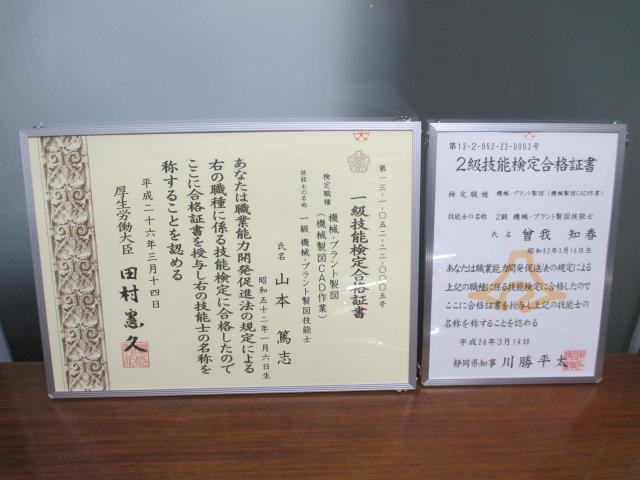 第一三-一-〇五二-二二-〇〇〇五号
一級技能検定合格証書
検定職種 機械・プラント製図
(機械製図CAD作業)
技能士の名称 一級 機械・プラント製図技能士
氏名 山本 篤志
昭和五十二年一月六日生
あなたは職業能力開発促進法の規定による
右の職種に係る技能検定に合格したので
ここに合格証書を授与し右の技能士の名称を
称することを認める
平成二十六年三月十四日
厚生労働大臣 田村憲久
第13-2-052-22-0003号
2級技能検定合格証書
検定職種 機械・プラント製図(機械製図CAD作業)
技能士の名称 2級 機械・プラント製図技能士
氏名 曽我 知春
昭和52年3月16日生
あなたは職業能力開発促進法の規定による
上記の職種に係る技能検定に合格したので
ここに合格証書を授与し上記の技能士の
名称を称することを認める
平成26年3月14日
静岡県知事 川勝平太